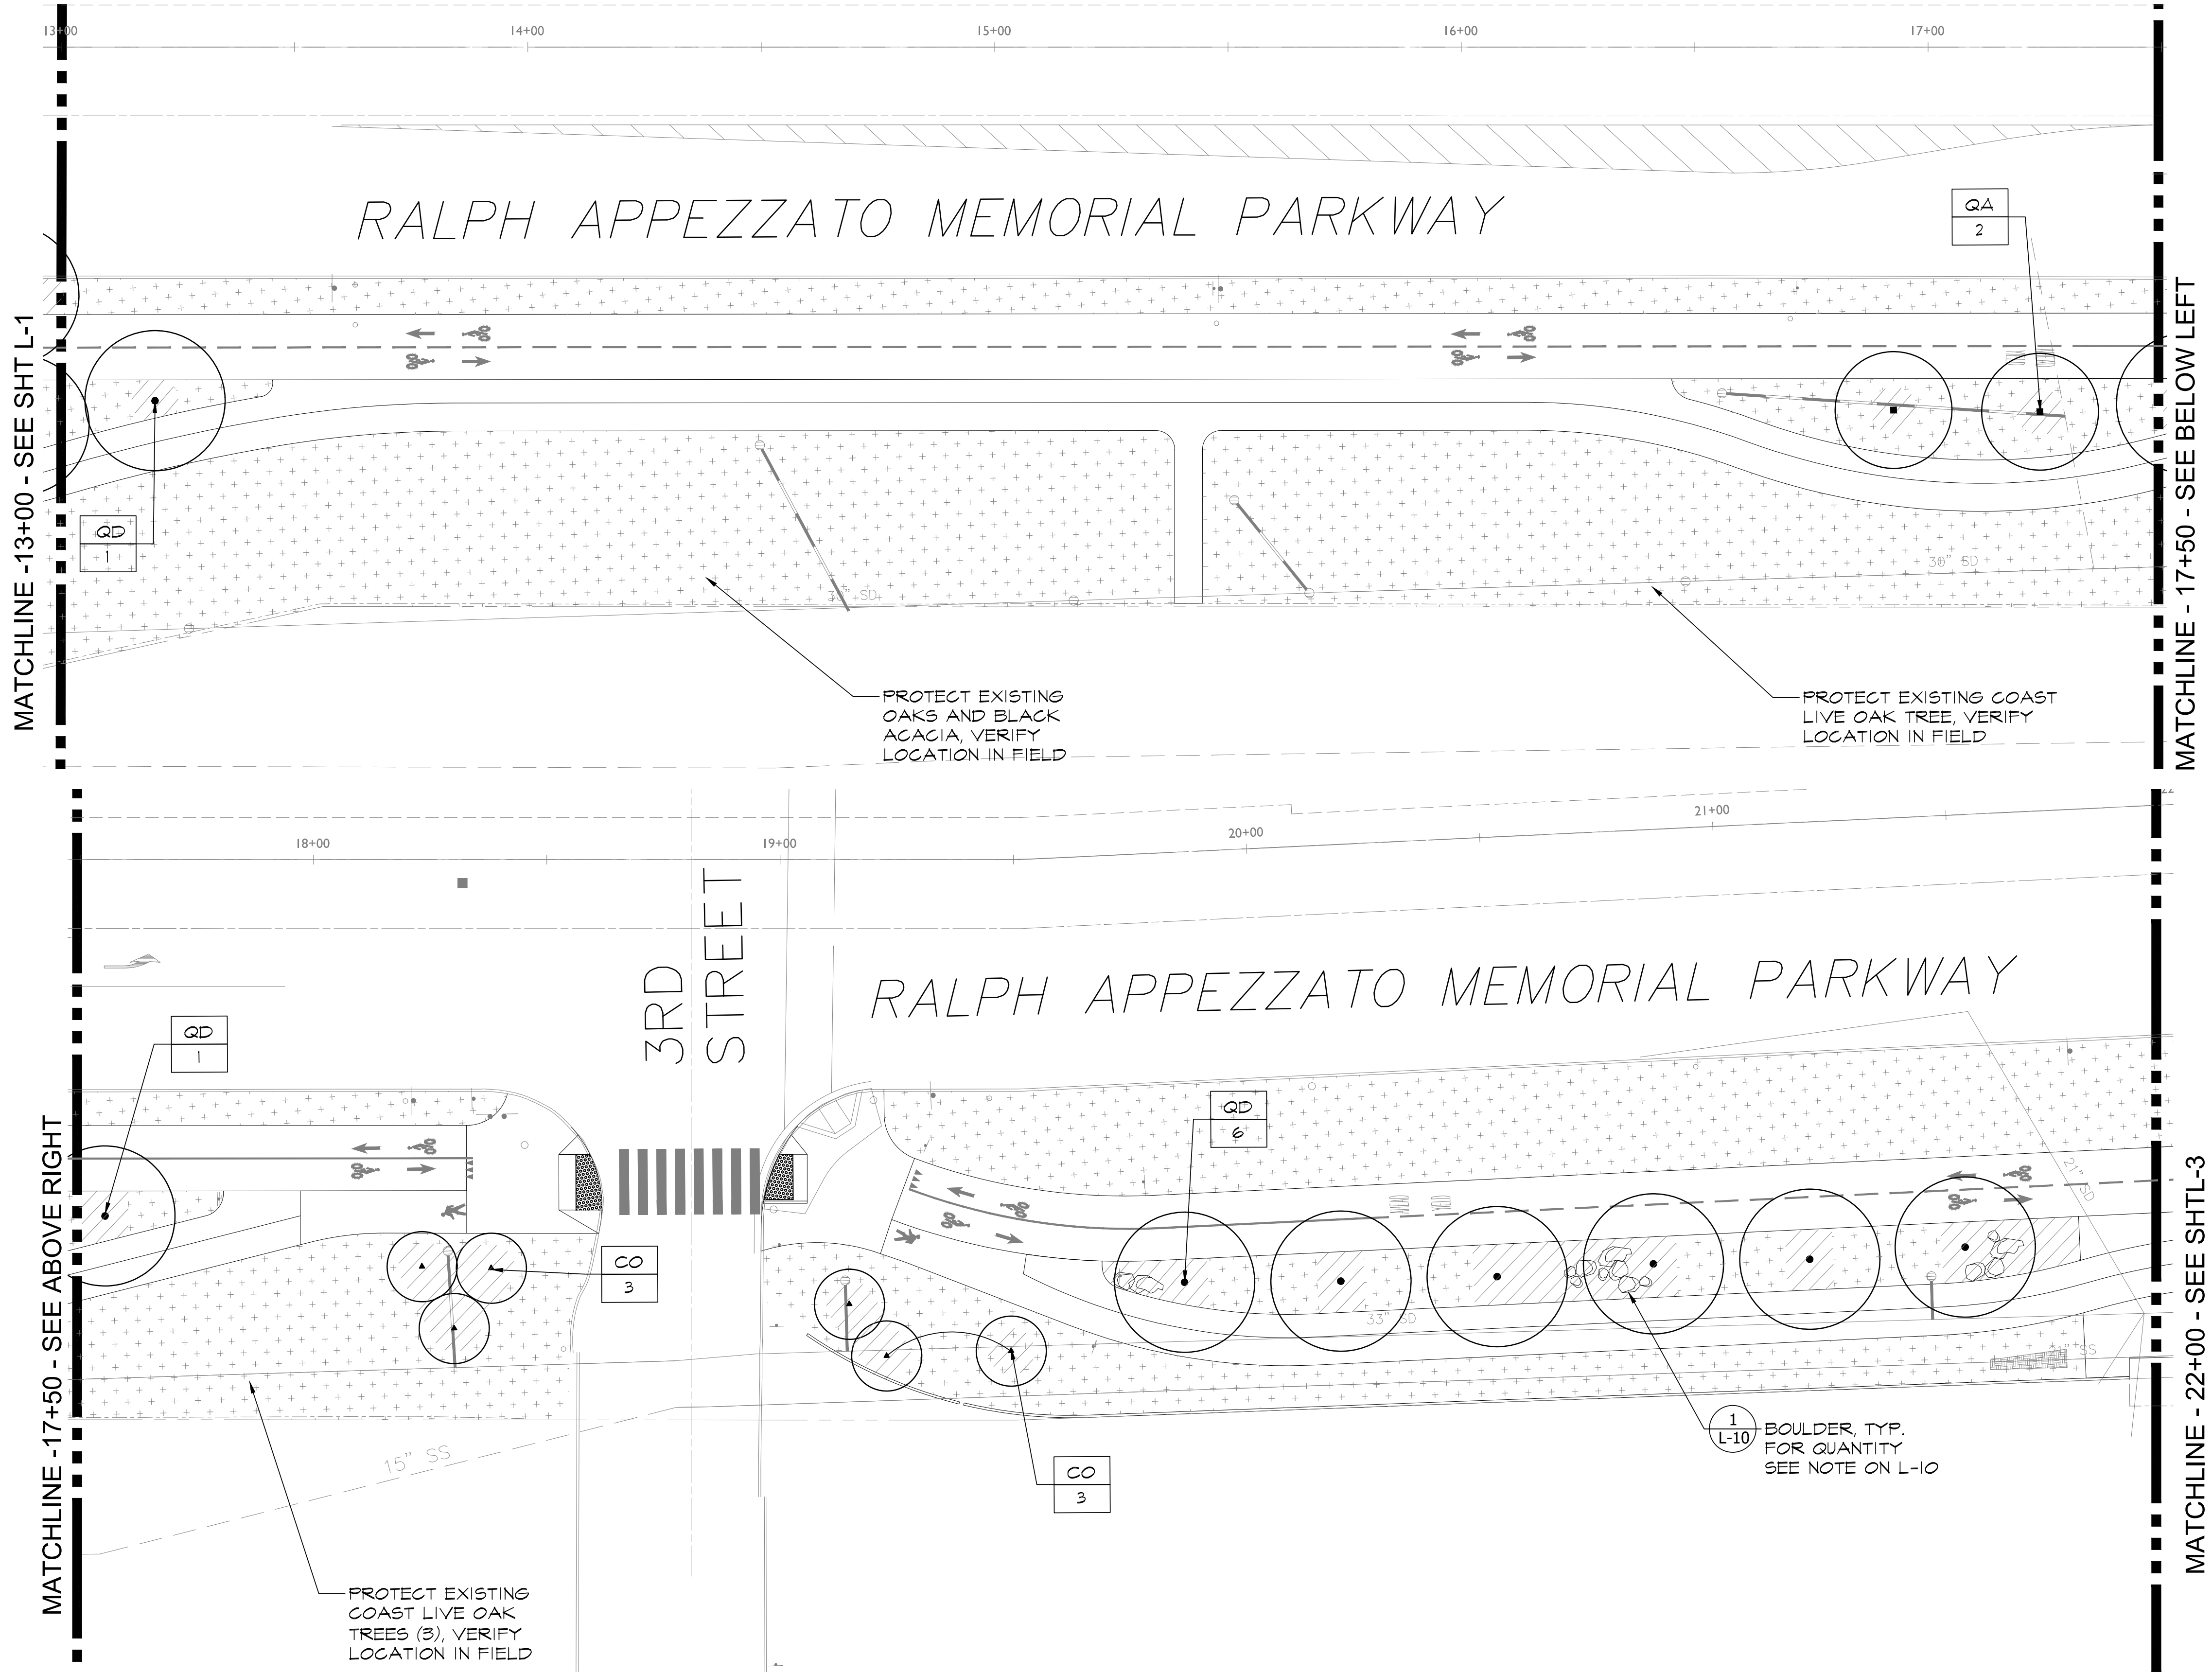 13+00
14+00
15+00
16+00
17+00
RALPH APPEZZATO MEMORIAL PARKWAY
QA
2
MATCHLINE -13+00 - SEE SHT L-1
MATCHLINE - 17+50 - SEE BELOW LEFT
QD
1
30" SD
PROTECT EXISTING
OAKS AND BLACK
ACACIA, VERIFY
LOCATION IN FIELD
PROTECT EXISTING COAST
LIVE OAK TREE, VERIFY
LOCATION IN FIELD
18+00
19+00
20+00
21+00
22
3RD
STREET
RALPH APPEZZATO MEMORIAL PARKWAY
QD
1
QD
6
CO
3
21" SD
33" SD
MATCHLINE -17+50 - SEE ABOVE RIGHT
MATCHLINE - 22+00 - SEE SHTL-3
1
L-10
BOULDER, TYP.
FOR QUANTITY
SEE NOTE ON L-10
15" SS
CO
3
PROTECT EXISTING
COAST LIVE OAK
TREES (3), VERIFY
LOCATION IN FIELD